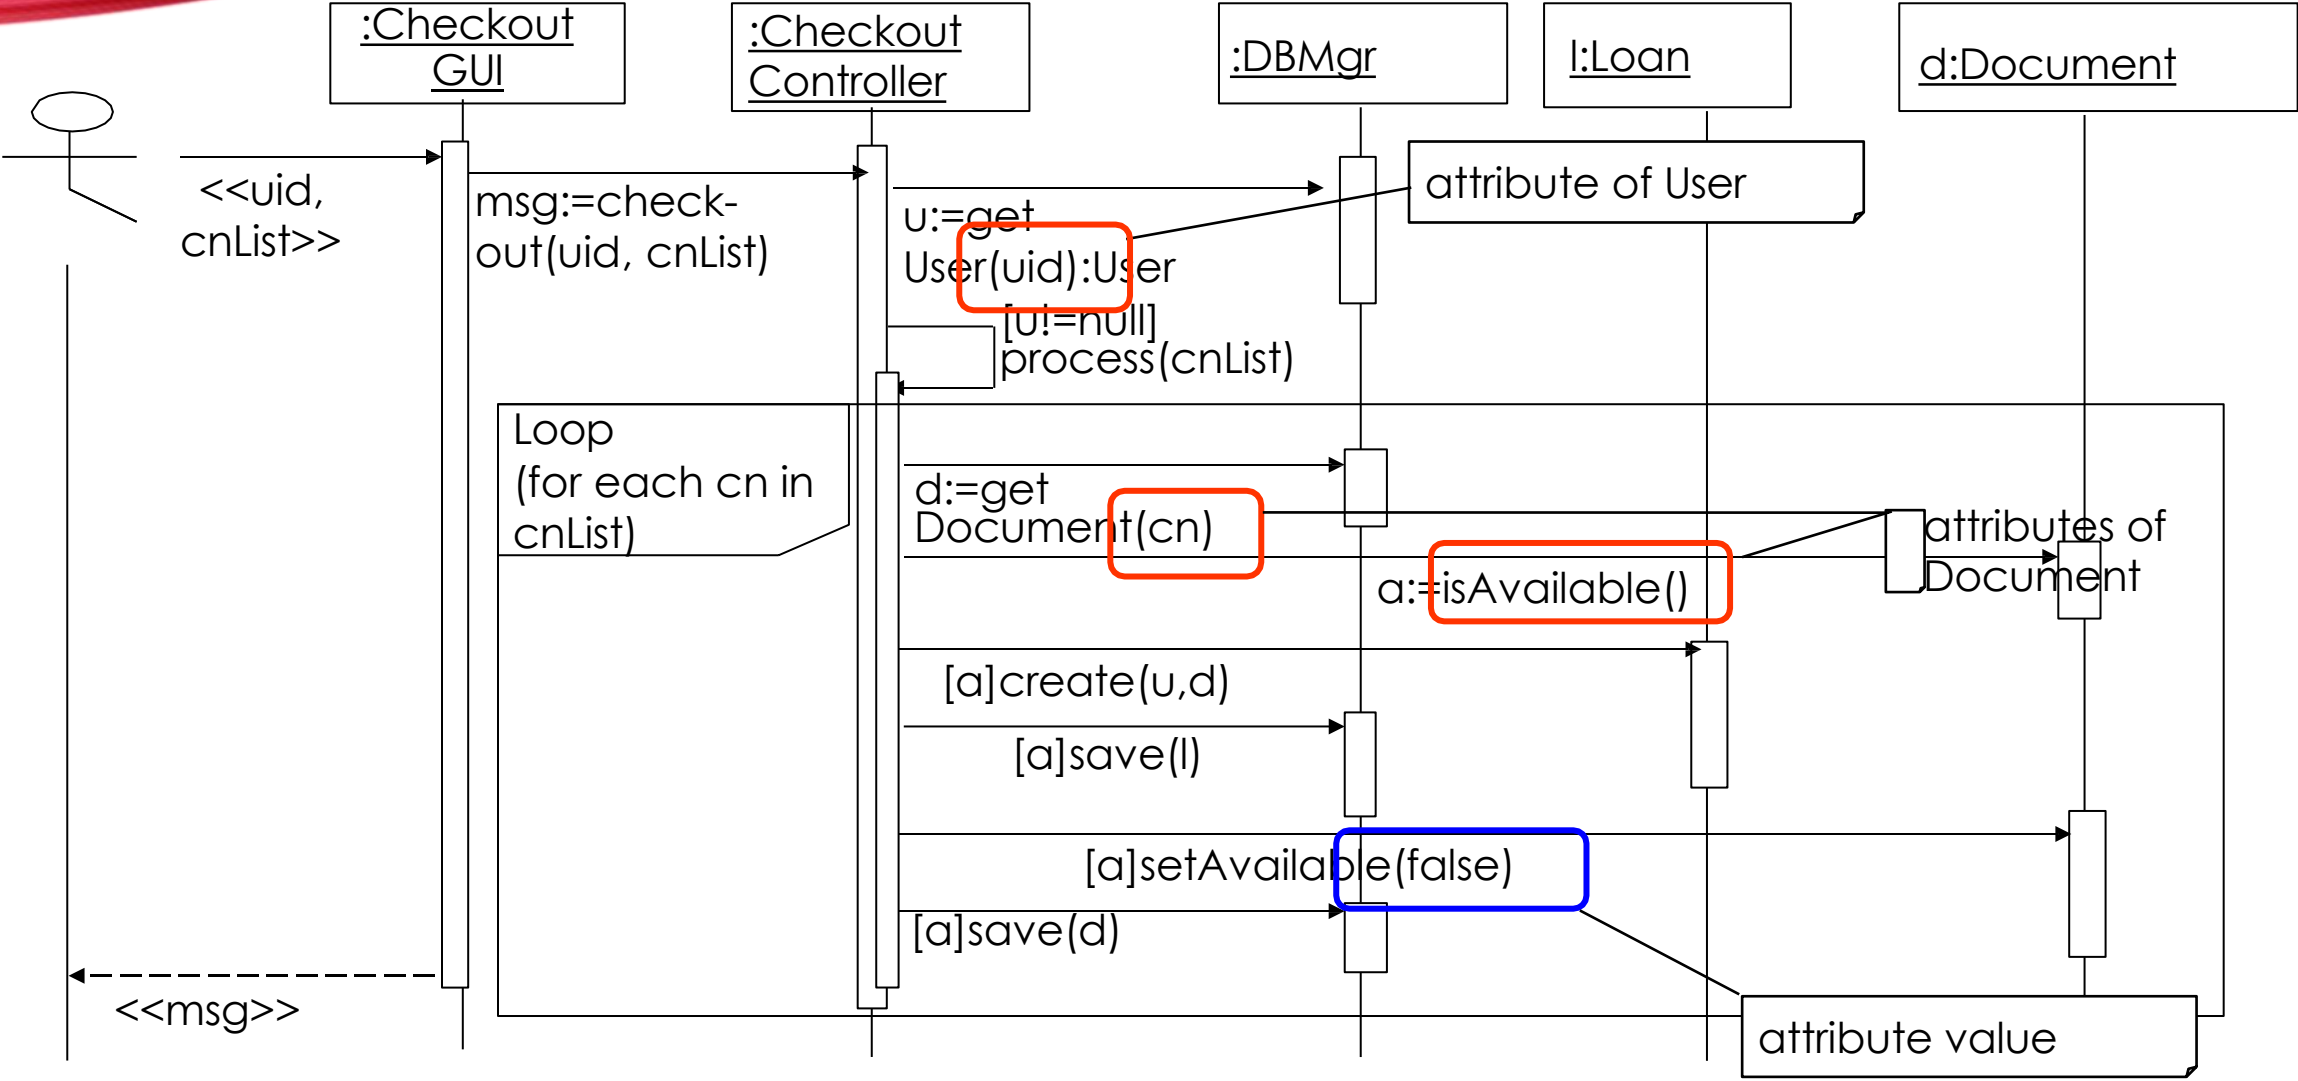 :Checkout
GUI
:Checkout
Controller
:DBMgr
l:Loan
d:Document
<<uid,
cnList>>
msg:=check-
out(uid, cnList)
u:=get
User(uid):User
attribute of User
[u!=null]
process(cnList)
Loop
(for each cn in
cnList)
d:=get
Document(cn)
attributes of
Document
a:=isAvailable()
[a]create(u,d)
[a]save(l)
[a]setAvailable(false)
[a]save(d)
<<msg>>
attribute value